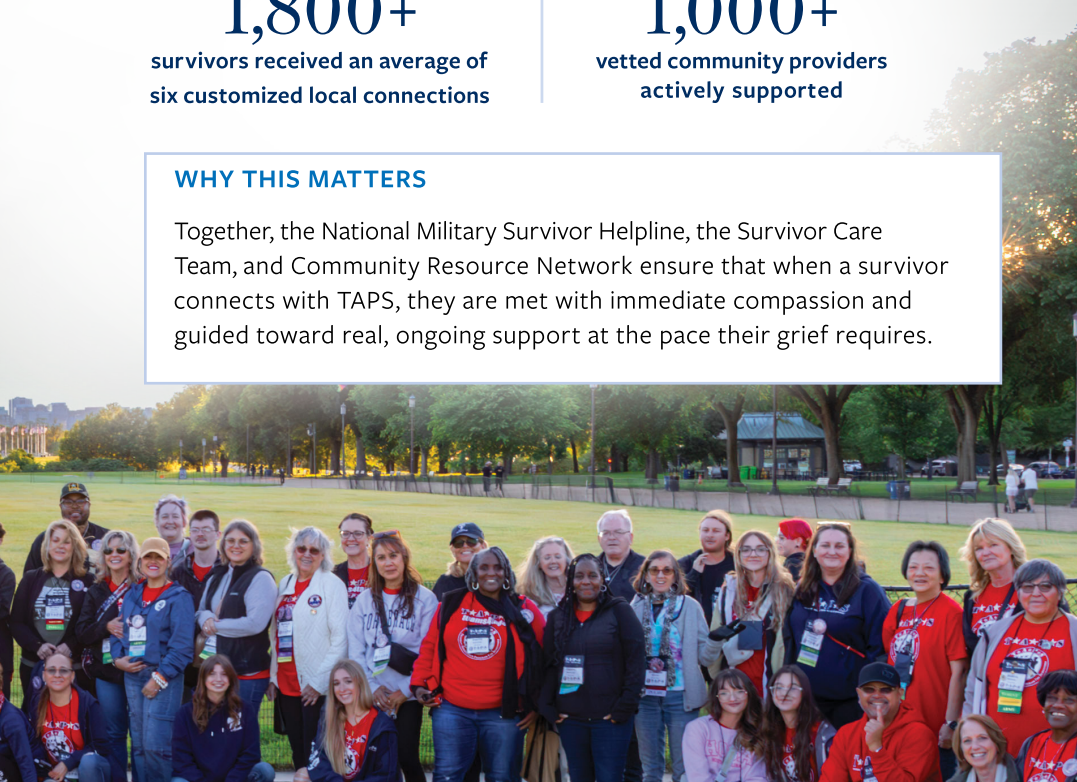 1,800+
survivors received an average of
six customized local connections
1,000+
vetted community providers
actively supported
WHY THIS MATTERS
Together, the National Military Survivor Helpline, the Survivor Care
Team, and Community Resource Network ensure that when a survivor
connects with TAPS, they are met with immediate compassion and
guided toward real, ongoing support at the pace their grief requires.